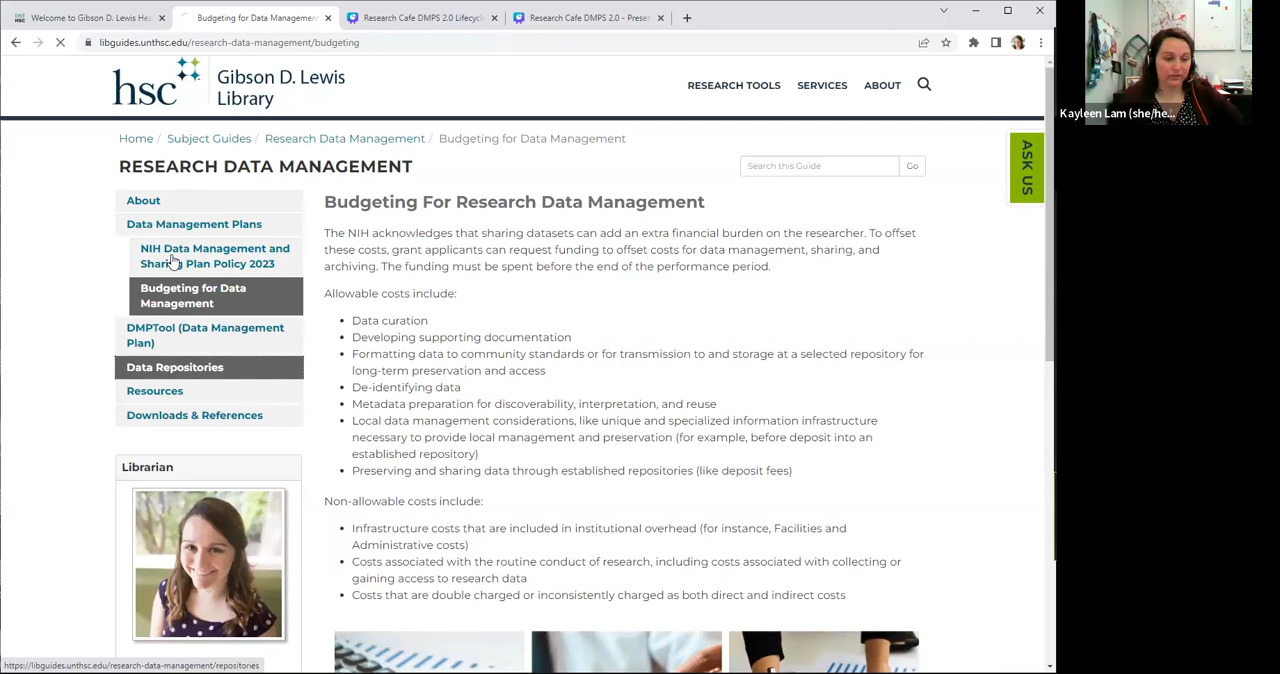 Welcome to Gibson D. Lewis Hea
Budgeting for Data Management
Research Cafe DMPS 2.0 Lifecycl
Research Cafe DMPS 2.0 - Presen
libguides.unthsc.edu/research-data-management/budgeting
hsc
Gibson D. Lewis
Library
RESEARCH TOOLS
SERVICES
ABOUT
Home / Subject Guides / Research Data Management / Budgeting for Data Management
RESEARCH DATA MANAGEMENT
Search this Guide
Go
ASK US
About
Data Management Plans
NIH Data Management and
Sharing Plan Policy 2023
Budgeting for Data
Management
DMPTool (Data Management
Plan)
Data Repositories
Resources
Downloads & References
Librarian
Budgeting For Research Data Management
The NIH acknowledges that sharing datasets can add an extra financial burden on the researcher. To offset
these costs, grant applicants can request funding to offset costs for data management, sharing, and
archiving. The funding must be spent before the end of the performance period.
Allowable costs include:
• Data curation
• Developing supporting documentation
• Formatting data to community standards or for transmission to and storage at a selected repository for
long-term preservation and access
• De-identifying data
• Metadata preparation for discoverability, interpretation, and reuse
• Local data management considerations, like unique and specialized information infrastructure
necessary to provide local management and preservation (for example, before deposit into an
established repository)
• Preserving and sharing data through established repositories (like deposit fees)
Non-allowable costs include:
• Infrastructure costs that are included in institutional overhead (for instance, Facilities and
Administrative costs)
• Costs associated with the routine conduct of research, including costs associated with collecting or
gaining access to research data
• Costs that are double charged or inconsistently charged as both direct and indirect costs
https://libguides.unthsc.edu/research-data-management/repositories
Kayleen Lam (she/he...